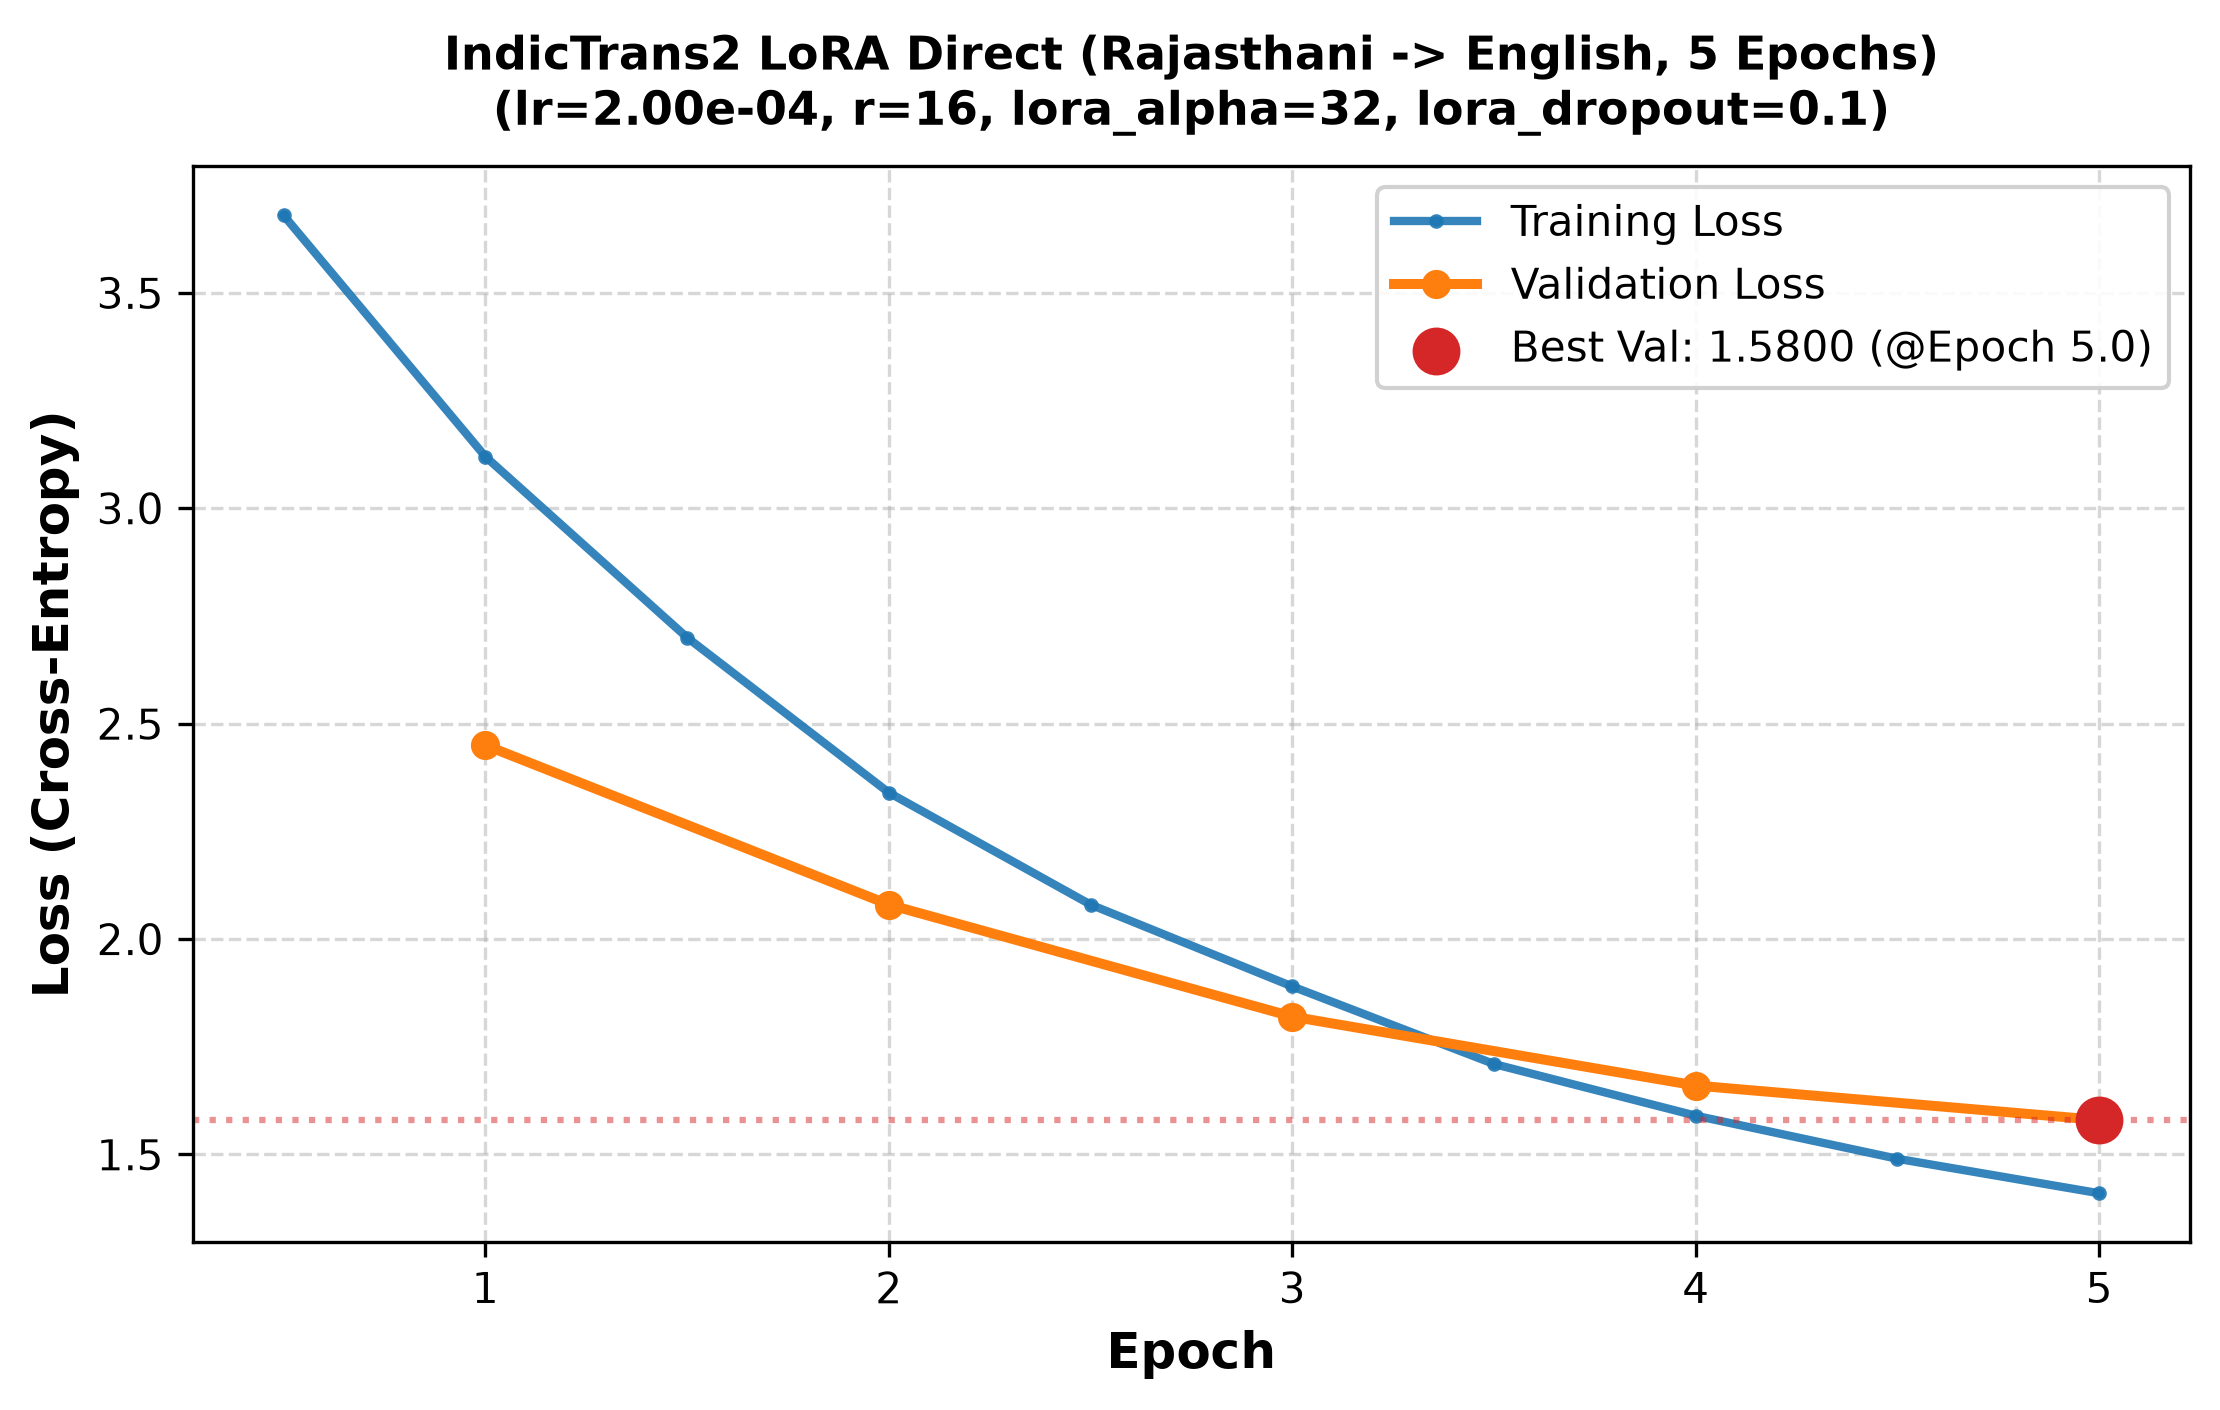 IndicTrans2 LoRA Direct (Rajasthani -> English, 5 Epochs)
(lr=2.00e-04, r=16, lora_alpha=32, lora_dropout=0.1)
Training Loss
Validation Loss
Best Val: 1.5800 (@Epoch 5.0)
Loss (Cross-Entropy)
3.5
3.0
2.5
2.0
1.5
1 2 3 4 5
Epoch